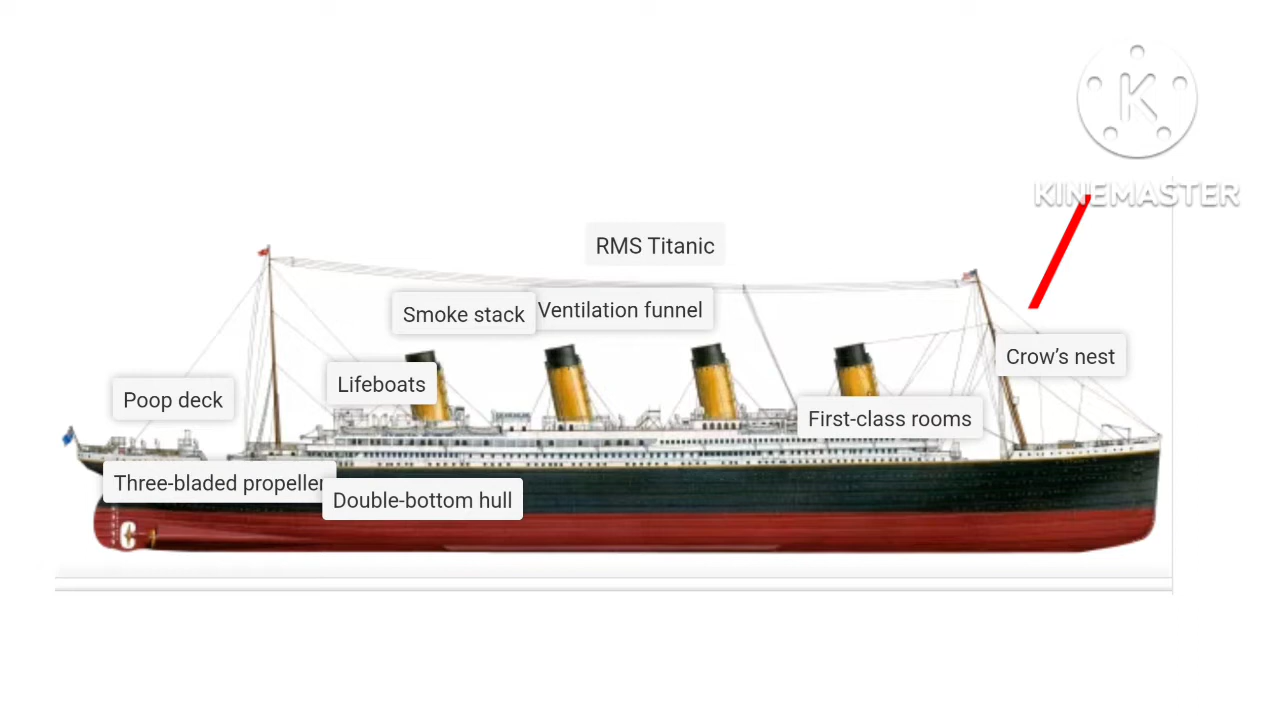 K
KINEMASTER
RMS Titanic
Smoke stack
Ventilation funnel
Crow’s nest
Lifeboats
Poop deck
First-class rooms
Three-bladed propeller
Double-bottom hull